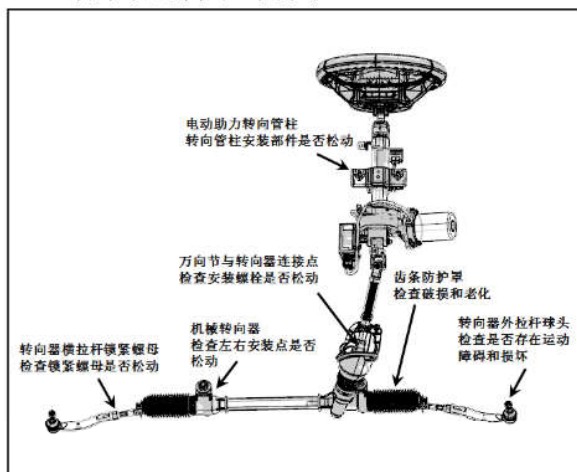 电动助力转向管柱
转向管柱安装部件是否松动
万向节与转向器连接点
检查安装螺栓是否松动
齿条防护罩
检查破损和老化
转向器外拉杆球头
检查是否存在运动
障碍和损坏
机械转向器
检查左右安装点是否
松动
转向器横拉杆锁紧螺母
检查锁紧螺母是否松动